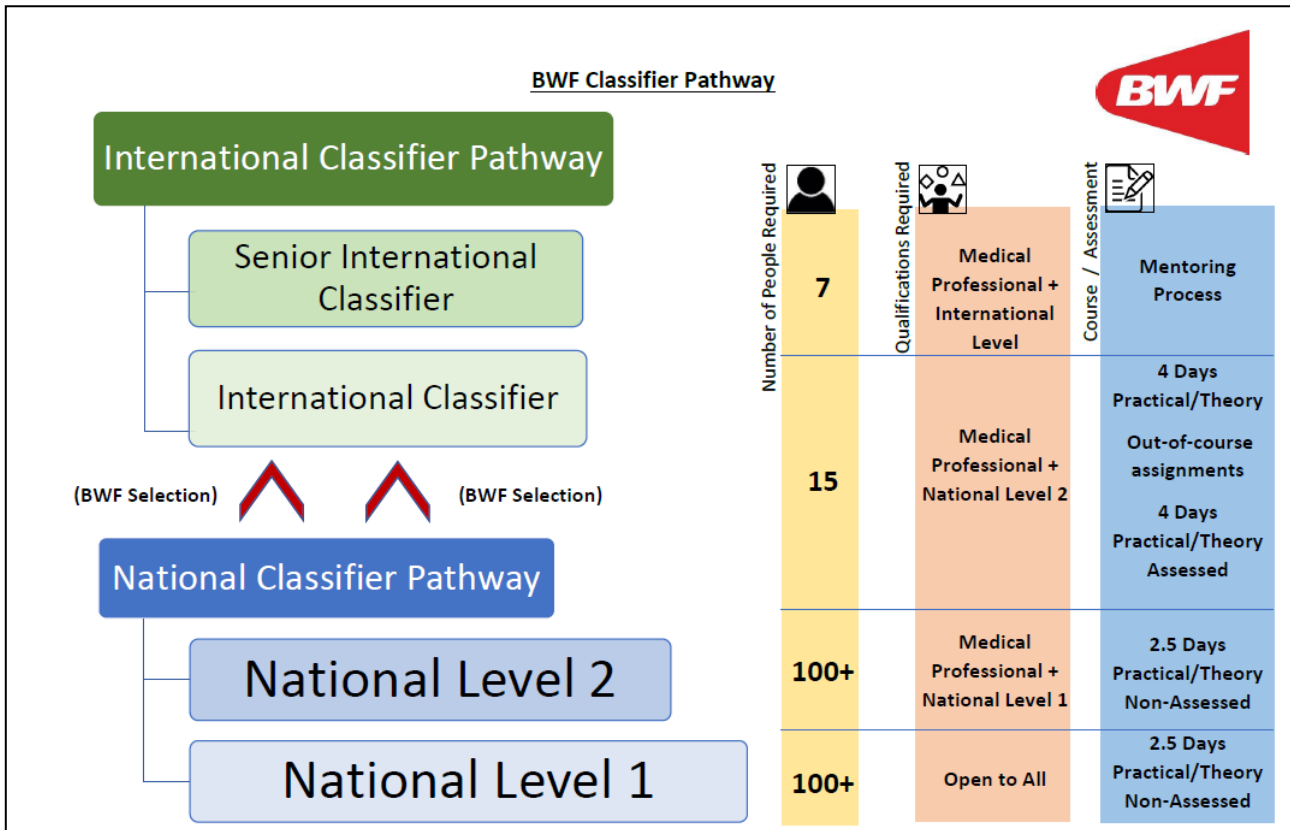 BWF Classifier Pathway
BWF
International Classifier Pathway
Senior International
Classifier
International Classifier
(BWF Selection)
(BWF Selection)
National Classifier Pathway
National Level 2
National Level 1
Number of People Required
Qualifications Required
Course / Assessment
7
Medical
Professional +
International
Level
Mentoring
Process
15
Medical
Professional +
National Level 2
4 Days
Practical/Theory
Out-of-course
assignments
4 Days
Practical/Theory
Assessed
100+
Medical
Professional +
National Level 1
2.5 Days
Practical/Theory
Non-Assessed
100+
Open to All
2.5 Days
Practical/Theory
Non-Assessed